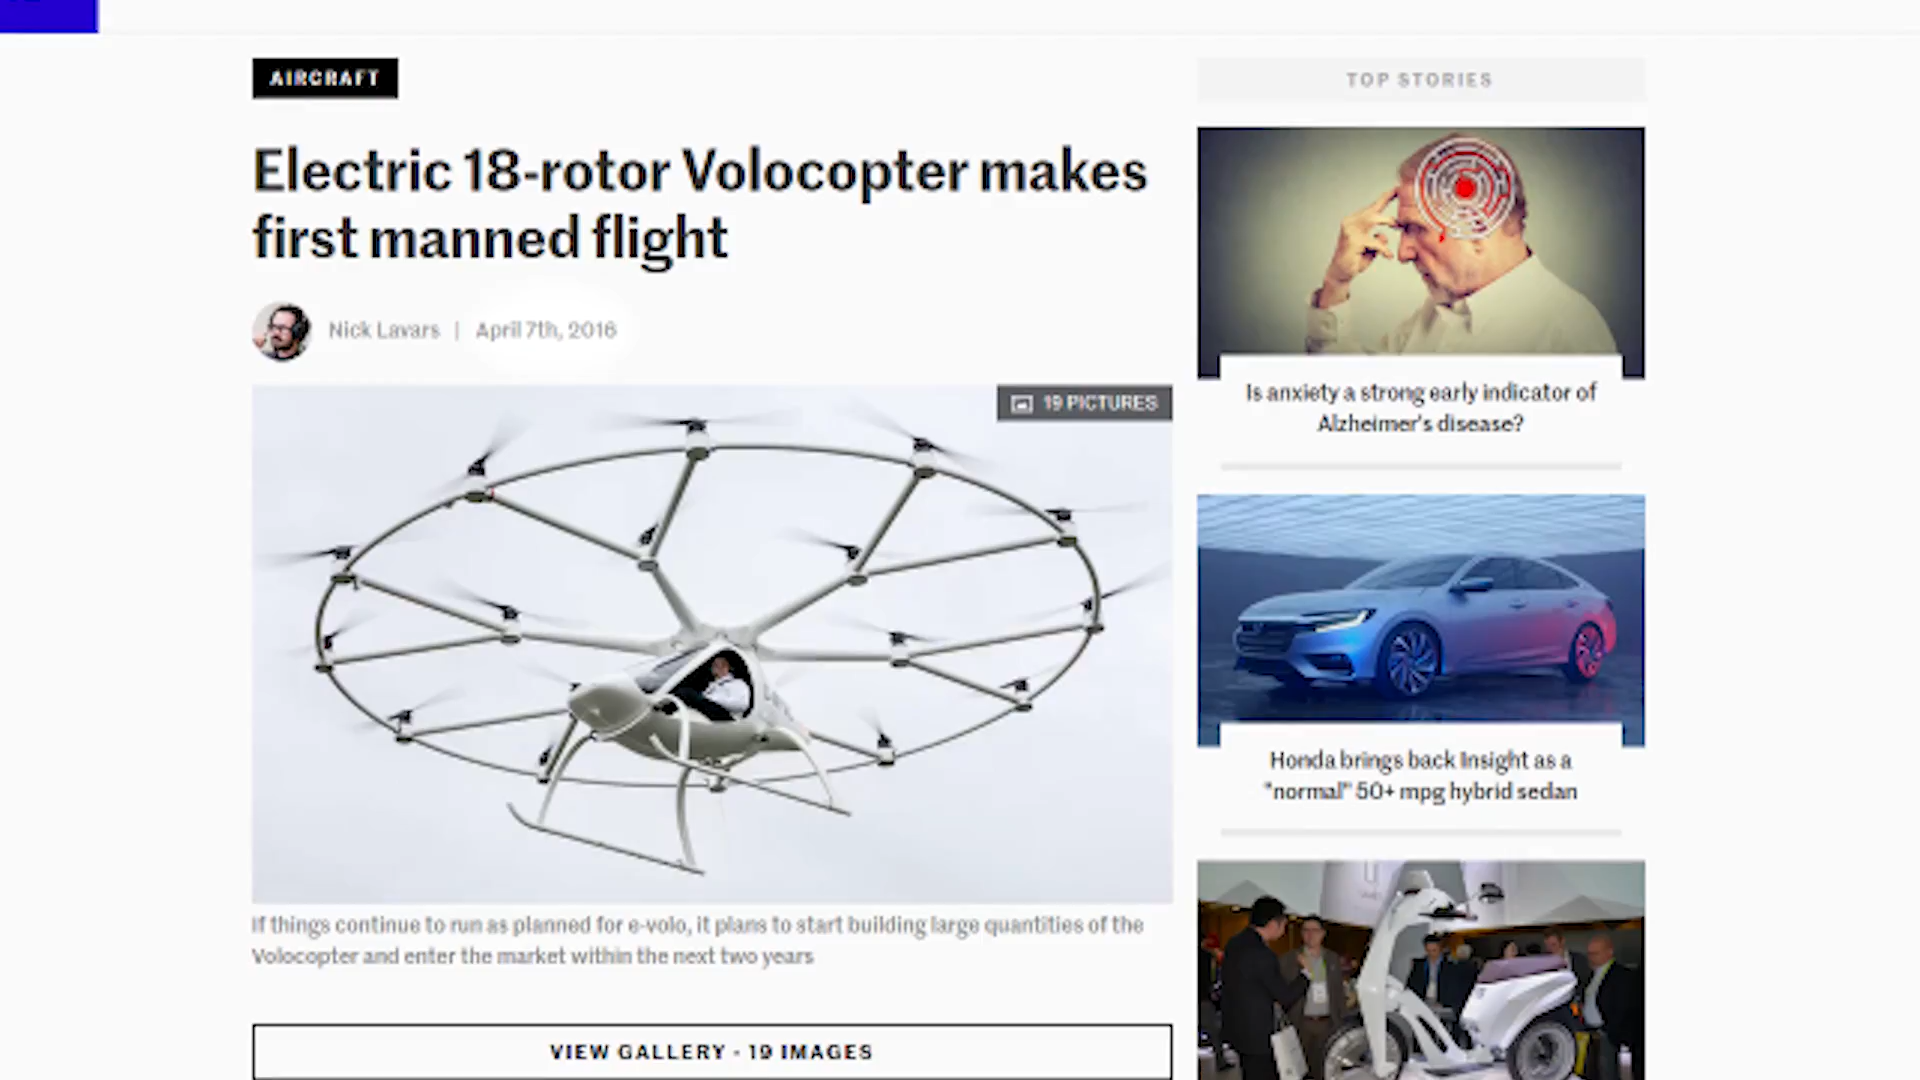 AIRCRAFT
Electric 18-rotor Volocopter makes
first manned flight
Nick Lavars | April 7th, 2016
19 PICTURES
If things continue to run as planned for e-volo, it plans to start building large quantities of the
Volocopter and enter the market within the next two years
VIEW GALLERY - 19 IMAGES
TOP STORIES
Is anxiety a strong early indicator of
Alzheimer's disease?
Honda brings back Insight as a
"normal" 50+ mpg hybrid sedan